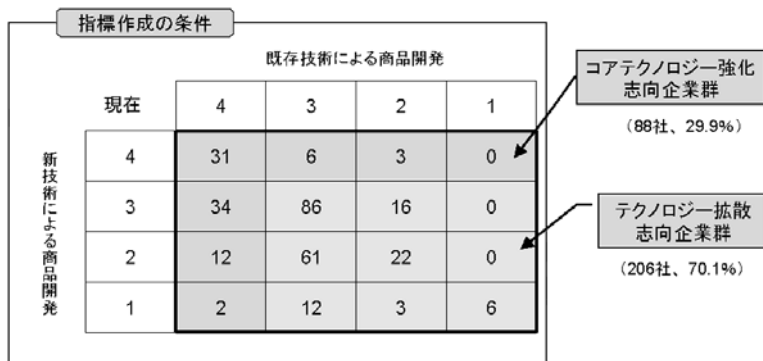 指標作成の条件
既存技術による商品開発
現在 4 3 2 1
新技術による商品開発
4 31 6 3 0
3 34 86 16 0
2 12 61 22 0
1 2 12 3 6
コアテクノロジー強化
志向企業群
(88社、29.9%)
テクノロジー拡散
志向企業群
(206社、70.1%)